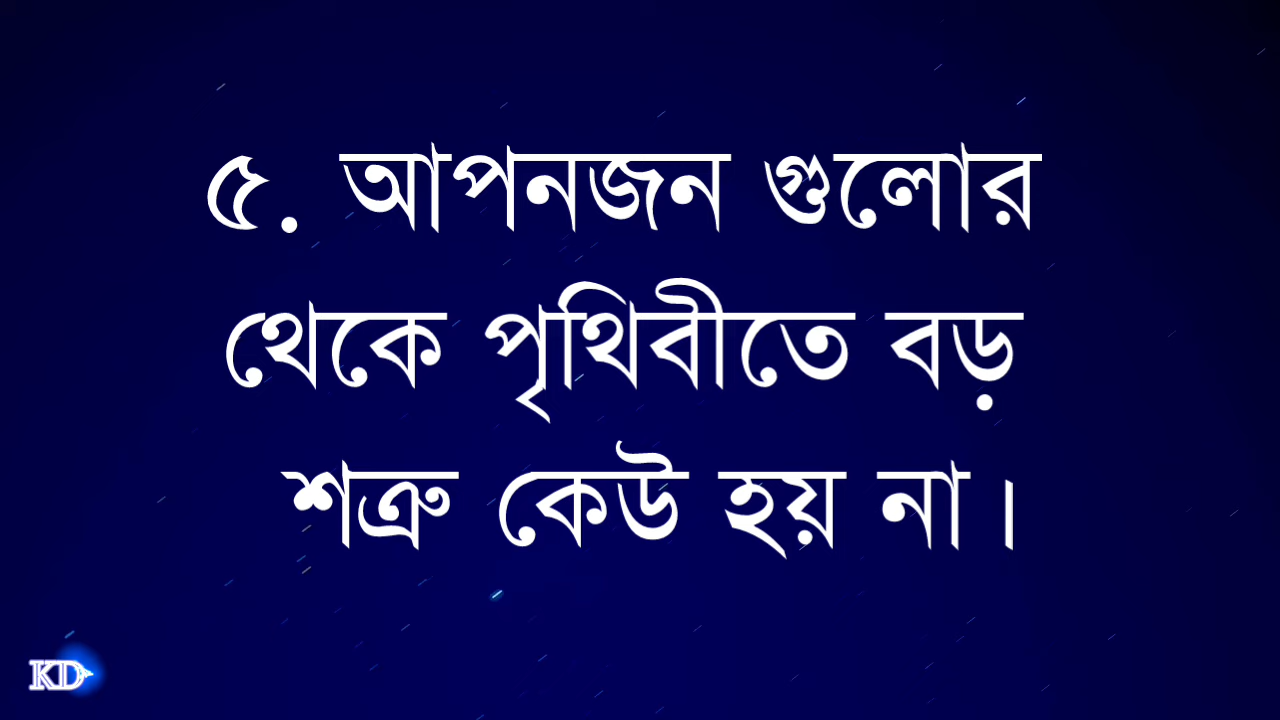 ৫. আপনজন গুলোর
থেকে পৃথিবীতে বড়
শত্রু কেউ হয় না।
KD